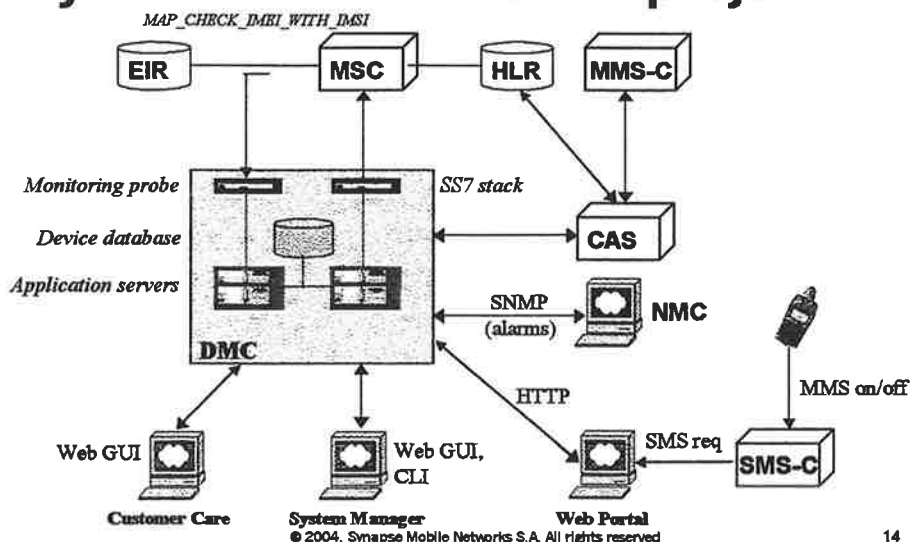 MAP_CHECK_IMEI_WITH_IMSI
EIR
MSC
HLR
MMS-C
Monitoring probe
SS7 stack
Device database
CAS
Application servers
SNMP
(alarms)
NMC
DMC
HTTP
MMS on/off
Web GUI
Web GUI,
CLI
SMS req
SMS-C
Customer Care
System Manager
Web Portal
© 2004, Synapse Mobile Networks S.A. All rights reserved
14